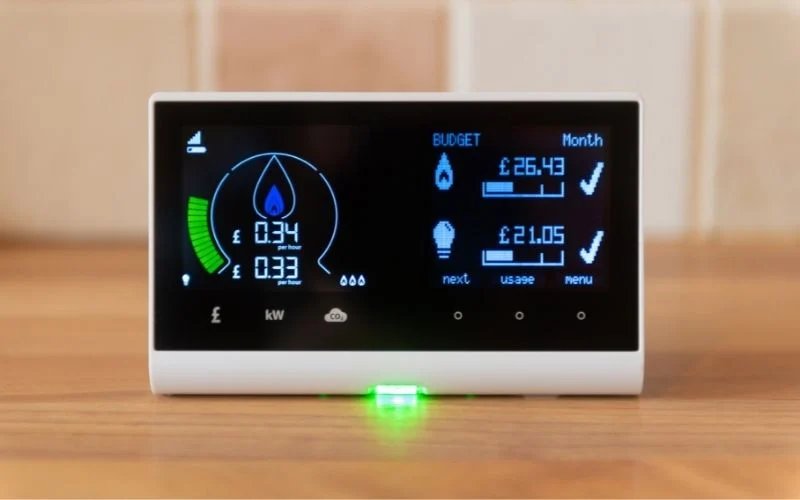 BUDGET Month
£26.43
£ 0.34
per hour
£21.05
£ 0.33
per hour
next usage menu
£ kW CO2